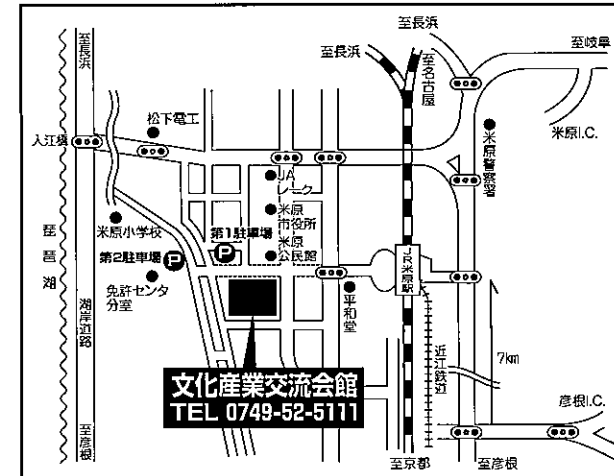 至長浜
至長浜
至長浜
至名古屋
至岐阜
米原I.C.
松下電工
入江橋
JA
レーク
米原
市役所
米原
公民館
米原警察署
米原小学校
第1駐車場
P
第2駐車場
P
免許センタ
分室
琵琶湖
湖岸道路
平和堂
JR米原駅
近江鉄道
7km
文化産業交流会館
TEL 0749-52-5111
彦根I.C.
至彦根
至京都
至彦根